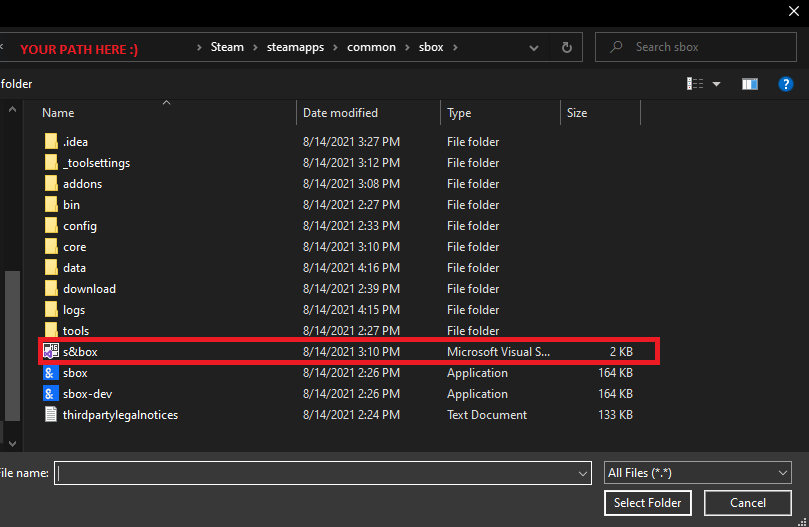 YOUR PATH HERE :) > Steam > steamapps > common > sbox > Search sbox
folder
Name Date modified Type Size
.idea 8/14/2021 3:27 PM File folder
_toolsettings 8/14/2021 3:12 PM File folder
addons 8/14/2021 3:08 PM File folder
bin 8/14/2021 2:27 PM File folder
config 8/14/2021 2:33 PM File folder
core 8/14/2021 3:10 PM File folder
data 8/14/2021 4:16 PM File folder
download 8/14/2021 2:39 PM File folder
logs 8/14/2021 4:15 PM File folder
tools 8/14/2021 2:27 PM File folder
s&box 8/14/2021 3:10 PM Microsoft Visual S... 2 KB
sbox 8/14/2021 2:26 PM Application 164 KB
sbox-dev 8/14/2021 2:26 PM Application 164 KB
thirdpartylegalnotices 8/14/2021 2:24 PM Text Document 133 KB
File name: All Files (*.*)
Select Folder Cancel